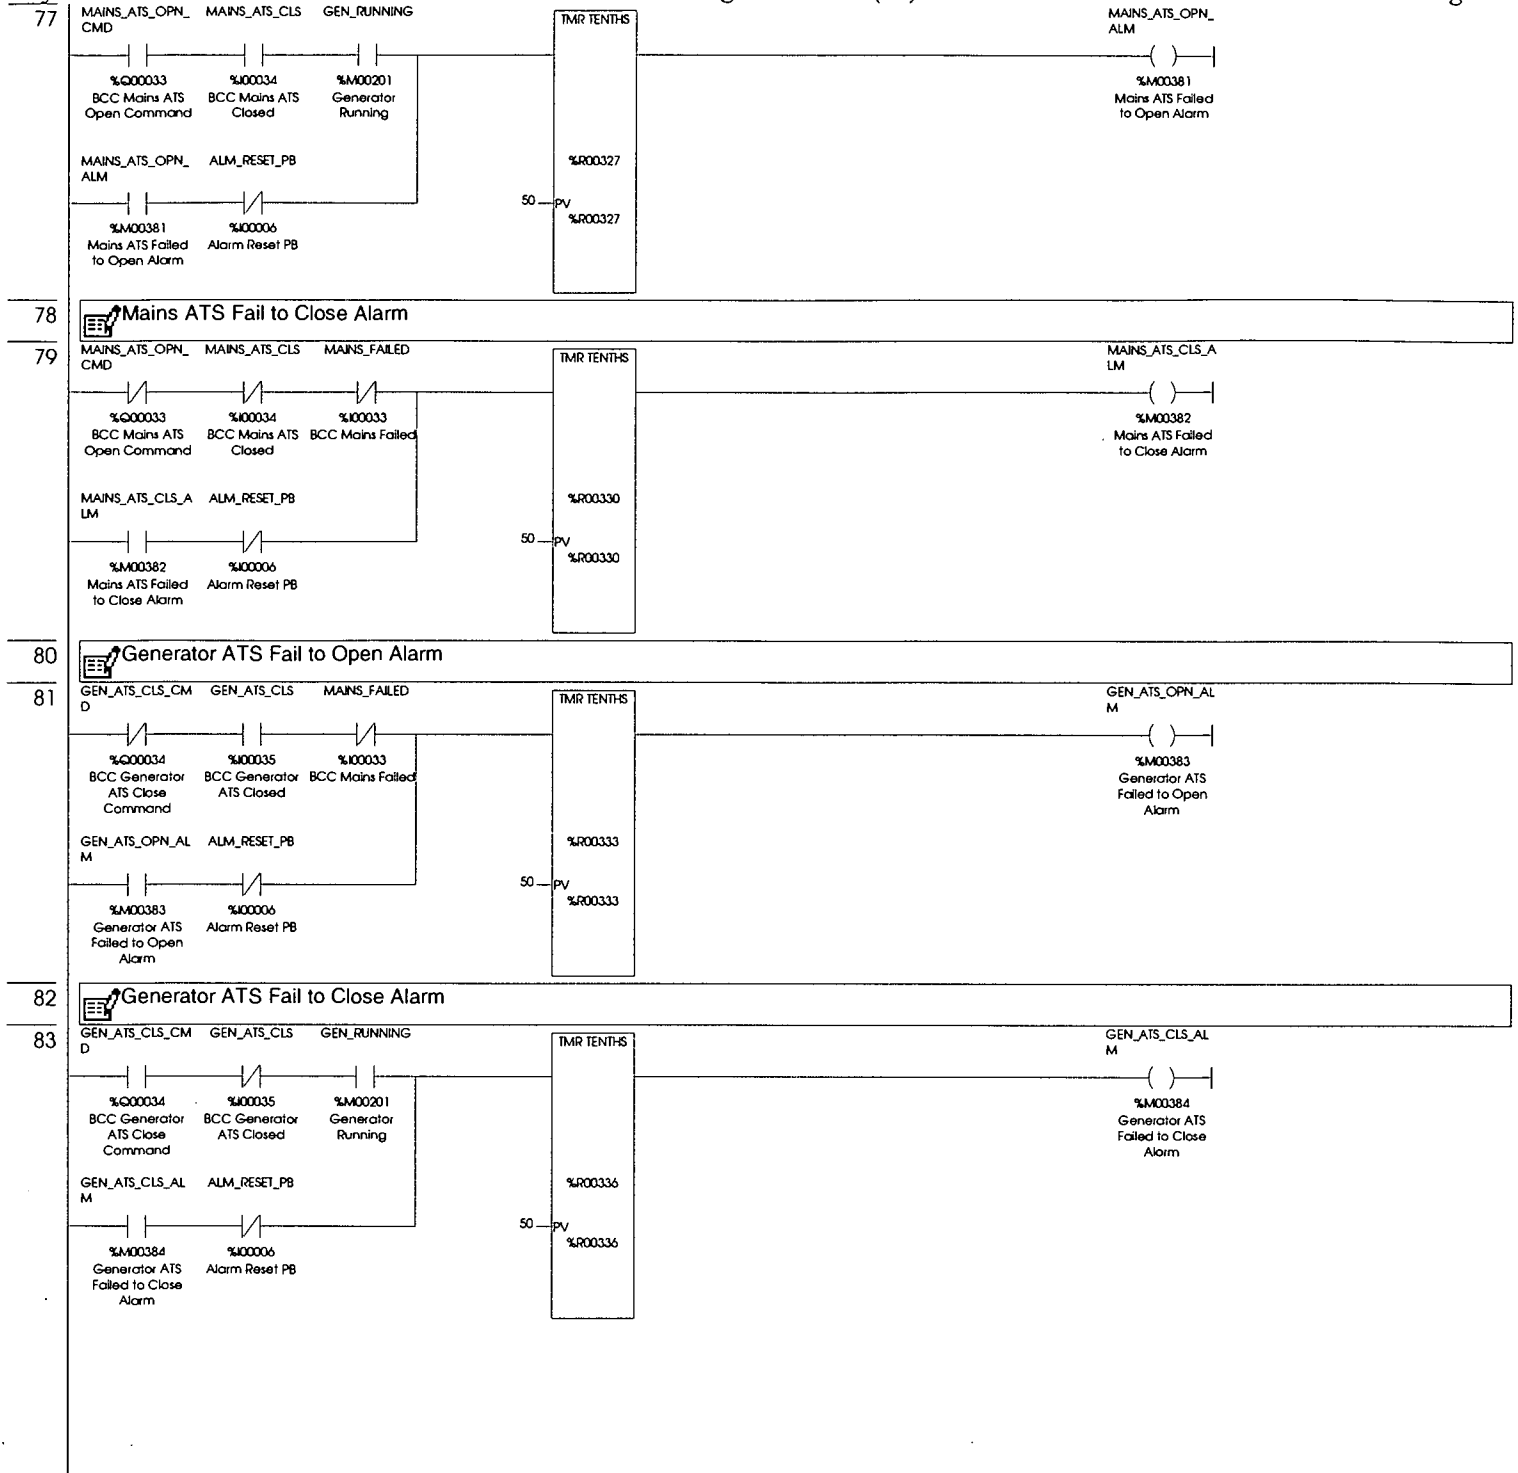 77
MAINS_ATS_OPN_ MAINS_ATS_CLS GEN_RUNNING TMR TENTHS MAINS_ATS_OPN_
CMD ALM
%Q00033 %I00034 %M00201 %M00381
BCC Mains ATS BCC Mains ATS Generator Mains ATS Failed
Open Command Closed Running to Open Alarm
MAINS_ATS_OPN_ ALM_RESET_PB %R00327
ALM
50 PV
%R00327
%M00381 %I00006
Mains ATS Failed Alarm Reset PB
to Open Alarm
78 Mains ATS Fail to Close Alarm
79
MAINS_ATS_OPN_ MAINS_ATS_CLS MAINS_FAILED TMR TENTHS MAINS_ATS_CLS_A
CMD LM
%Q00033 %I00034 %I00033 %M00382
BCC Mains ATS BCC Mains ATS BCC Mains Failed Mains ATS Failed
Open Command Closed to Close Alarm
MAINS_ATS_CLS_A ALM_RESET_PB %R00330
LM
50 PV
%R00330
%M00382 %I00006
Mains ATS Failed Alarm Reset PB
to Close Alarm
80 Generator ATS Fail to Open Alarm
81
GEN_ATS_CLS_CM GEN_ATS_CLS MAINS_FAILED TMR TENTHS GEN_ATS_OPN_AL
D M
%Q00034 %I00035 %I00033 %M00383
BCC Generator BCC Generator BCC Mains Failed Generator ATS
ATS Close ATS Closed Failed to Open
Command Alarm
GEN_ATS_OPN_AL ALM_RESET_PB %R00333
M
50 PV
%R00333
%M00383 %I00006
Generator ATS Alarm Reset PB
Failed to Open
Alarm
82 Generator ATS Fail to Close Alarm
83
GEN_ATS_CLS_CM GEN_ATS_CLS GEN_RUNNING TMR TENTHS GEN_ATS_CLS_AL
D M
%Q00034 %I00035 %M00201 %M00384
BCC Generator BCC Generator Generator Generator ATS
ATS Close ATS Closed Running Failed to Close
Command Alarm
GEN_ATS_CLS_AL ALM_RESET_PB %R00336
M
50 PV
%R00336
%M00384 %I00006
Generator ATS Alarm Reset PB
Failed to Close
Alarm